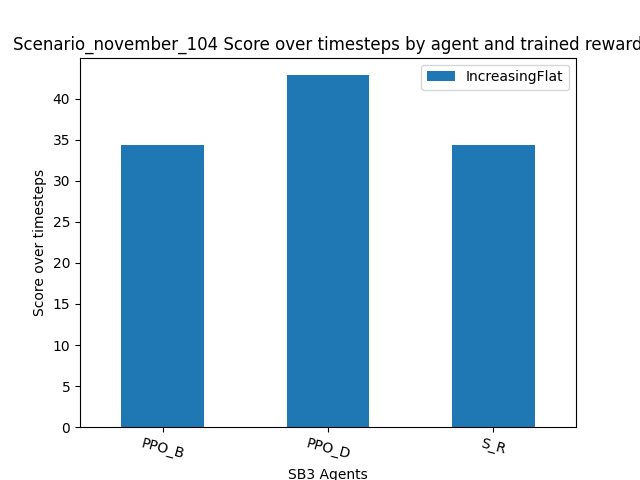 Scenario_november_104 Score over timesteps by agent and trained reward
IncreasingFlat
Score over timesteps
40
35
30
25
20
15
10
5
0
PPO_B
PPO_D
S_R
SB3 Agents